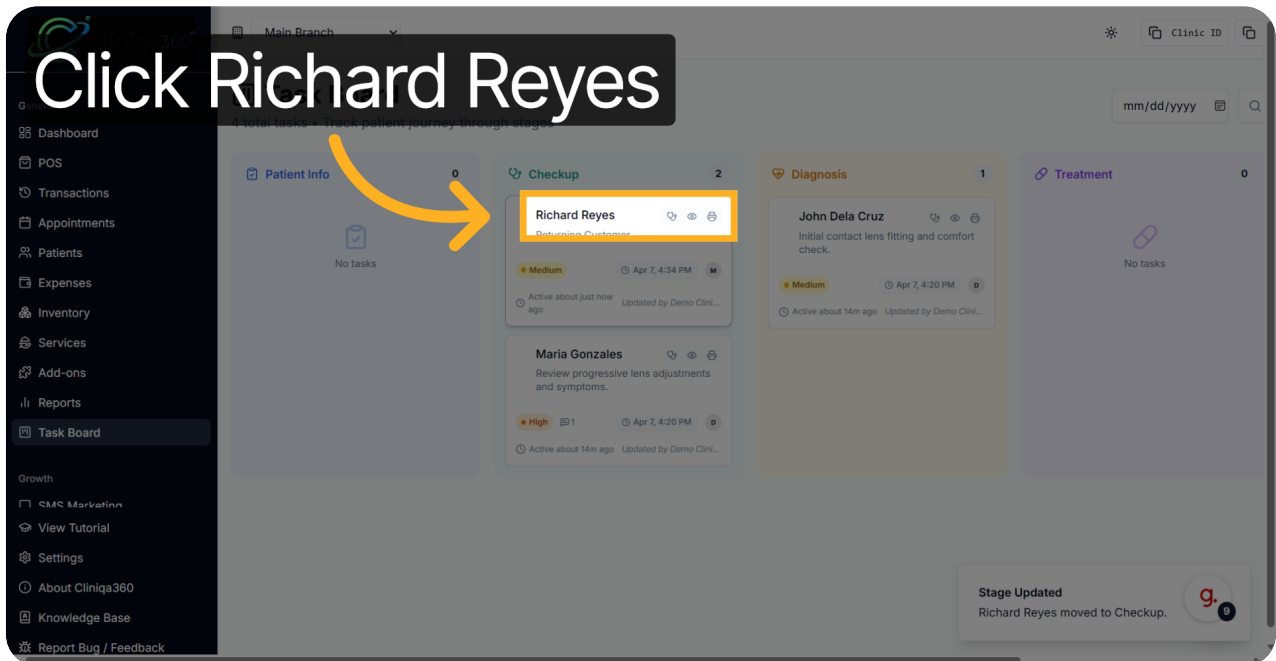 Cliniqa360
Main Branch
Clinic ID
Click Richard Reyes
Task Board
4 total tasks • Track patient journey through stages
mm/dd/yyyy
Dashboard
POS
Transactions
Appointments
Patients
Expenses
Inventory
Services
Add-ons
Reports
Task Board
Growth
SMS Marketing
View Tutorial
Settings
About Cliniqa360
Knowledge Base
Report Bug / Feedback
Patient Info 0
No tasks
Checkup 2
Richard Reyes
Returning Customer
Medium Apr 7, 4:34 PM M
Active about just now
ago
Updated by Demo Clini...
Maria Gonzales
Review progressive lens adjustments
and symptoms.
High 1 Apr 7, 4:20 PM D
Active about 14m ago Updated by Demo Clini...
Diagnosis 1
John Dela Cruz
Initial contact lens fitting and comfort
check.
Medium Apr 7, 4:20 PM D
Active about 14m ago Updated by Demo Clini...
Treatment 0
No tasks
Stage Updated
Richard Reyes moved to Checkup.
g.
9